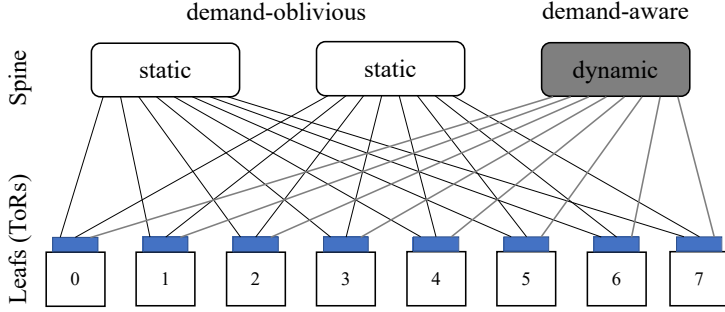 demand-oblivious demand-aware
Spine static static dynamic
Leafs (ToRs)
0 1 2 3 4 5 6 7